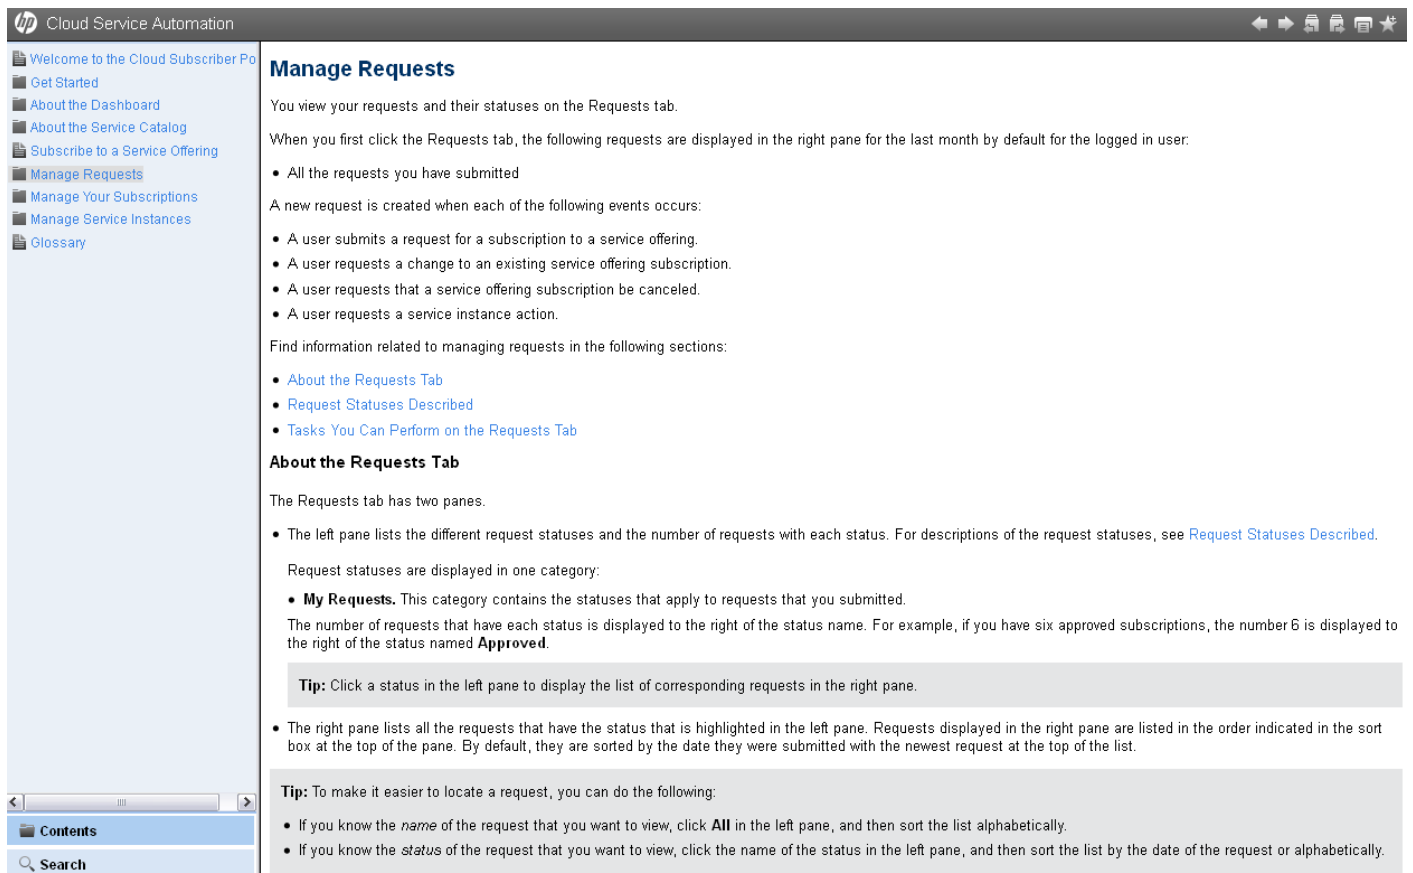 hp Cloud Service Automation
Welcome to the Cloud Subscriber Po
Get Started
About the Dashboard
About the Service Catalog
Subscribe to a Service Offering
Manage Requests
Manage Your Subscriptions
Manage Service Instances
Glossary
Contents
Search
Manage Requests
You view your requests and their statuses on the Requests tab.
When you first click the Requests tab, the following requests are displayed in the right pane for the last month by default for the logged in user:
• All the requests you have submitted
A new request is created when each of the following events occurs:
• A user submits a request for a subscription to a service offering.
• A user requests a change to an existing service offering subscription.
• A user requests that a service offering subscription be canceled.
• A user requests a service instance action.
Find information related to managing requests in the following sections:
• About the Requests Tab
• Request Statuses Described
• Tasks You Can Perform on the Requests Tab
About the Requests Tab
The Requests tab has two panes.
• The left pane lists the different request statuses and the number of requests with each status. For descriptions of the request statuses, see Request Statuses Described.
Request statuses are displayed in one category:
• My Requests. This category contains the statuses that apply to requests that you submitted.
The number of requests that have each status is displayed to the right of the status name. For example, if you have six approved subscriptions, the number 6 is displayed to
the right of the status named Approved.
Tip: Click a status in the left pane to display the list of corresponding requests in the right pane.
• The right pane lists all the requests that have the status that is highlighted in the left pane. Requests displayed in the right pane are listed in the order indicated in the sort
box at the top of the pane. By default, they are sorted by the date they were submitted with the newest request at the top of the list.
Tip: To make it easier to locate a request, you can do the following:
• If you know the name of the request that you want to view, click All in the left pane, and then sort the list alphabetically.
• If you know the status of the request that you want to view, click the name of the status in the left pane, and then sort the list by the date of the request or alphabetically.